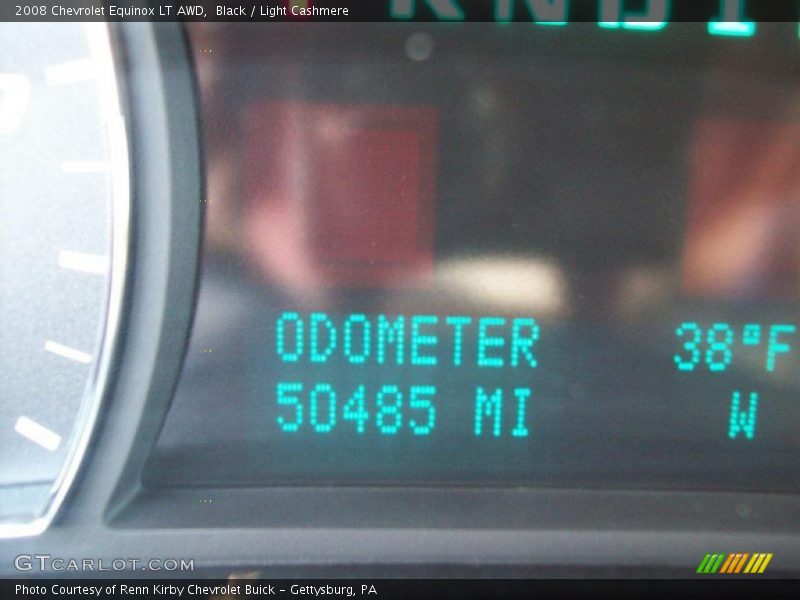 2008 Chevrolet Equinox LT AWD, Black / Light Cashmere
R N D I
ODOMETER 38°F
50485 MI W
GTCARLOT.COM
Photo Courtesy of Renn Kirby Chevrolet Buick - Gettysburg, PA